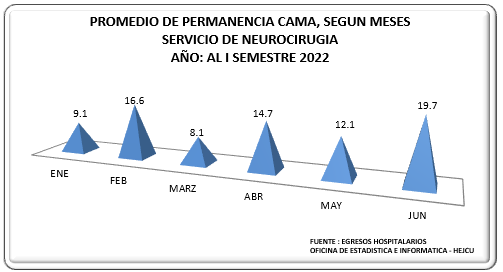 PROMEDIO DE PERMANENCIA CAMA, SEGUN MESES
SERVICIO DE NEUROCIRUGIA
AÑO: AL I SEMESTRE 2022
9.1
16.6
8.1
14.7
12.1
19.7
ENE
FEB
MARZ
ABR
MAY
JUN
FUENTE : EGRESOS HOSPITALARIOS
OFICINA DE ESTADISTICA E INFORMATICA - HEJCU